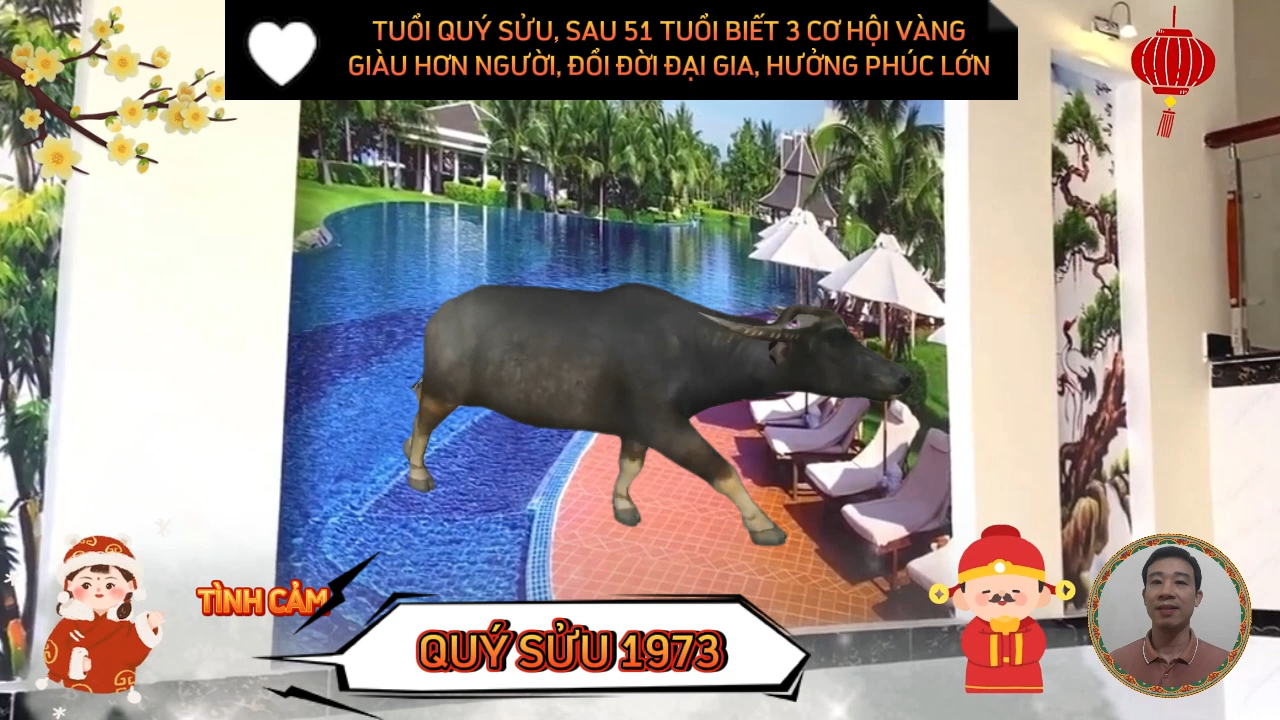 TUỔI QUÝ SỬU, SAU 51 TUỔI BIẾT 3 CƠ HỘI VÀNG
GIÀU HƠN NGƯỜI, ĐỔI ĐỜI ĐẠI GIA, HƯỞNG PHÚC LỚN
TÌNH CẢM
QUÝ SỬU 1973